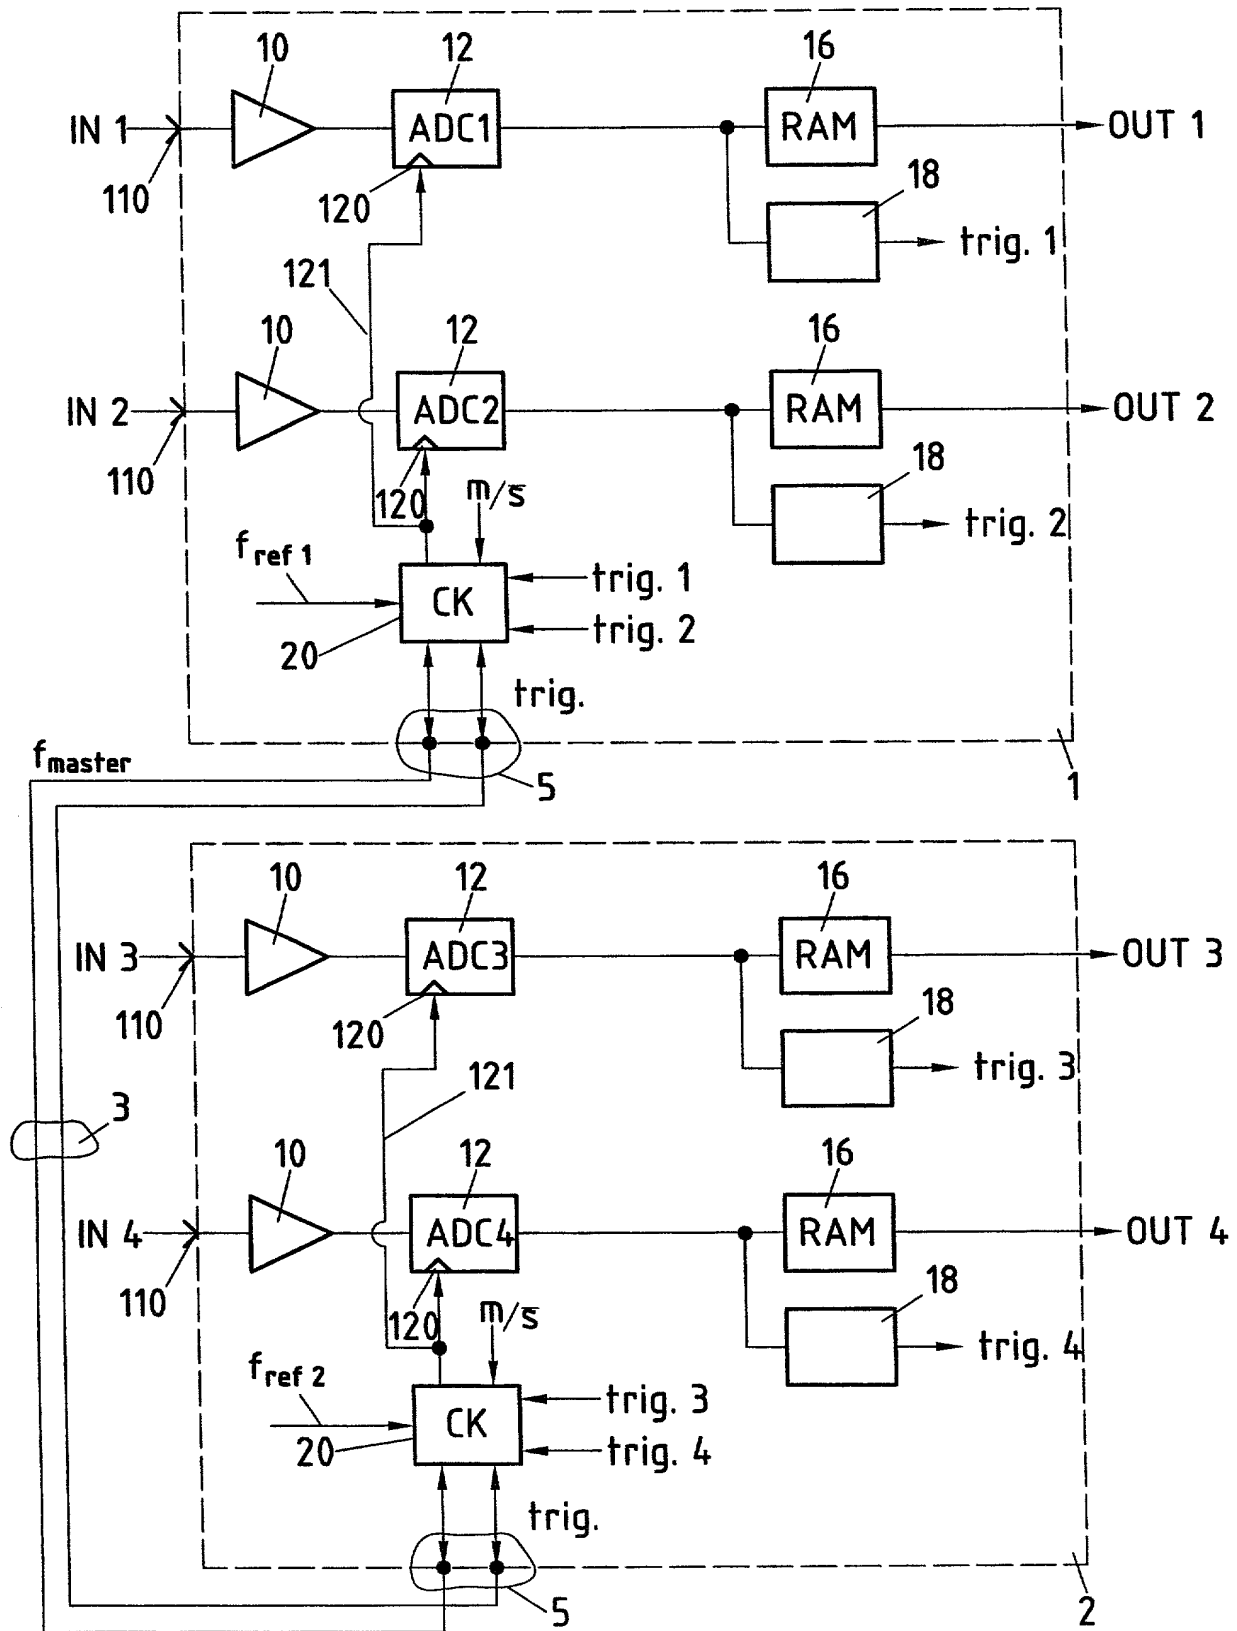 10
12
16
IN 1
ADC1
RAM
OUT 1
110
120
18
trig. 1
121
10
12
16
IN 2
ADC2
RAM
OUT 2
110
120
m/s̅
18
trig. 2
f ref 1
trig. 1
CK
trig. 2
20
trig.
f master
5
1
10
12
16
IN 3
ADC3
RAM
OUT 3
110
120
18
trig. 3
121
3
10
12
16
IN 4
ADC4
RAM
OUT 4
110
120
m/s̅
18
trig. 4
f ref 2
trig. 3
CK
20
trig. 4
trig.
5
2